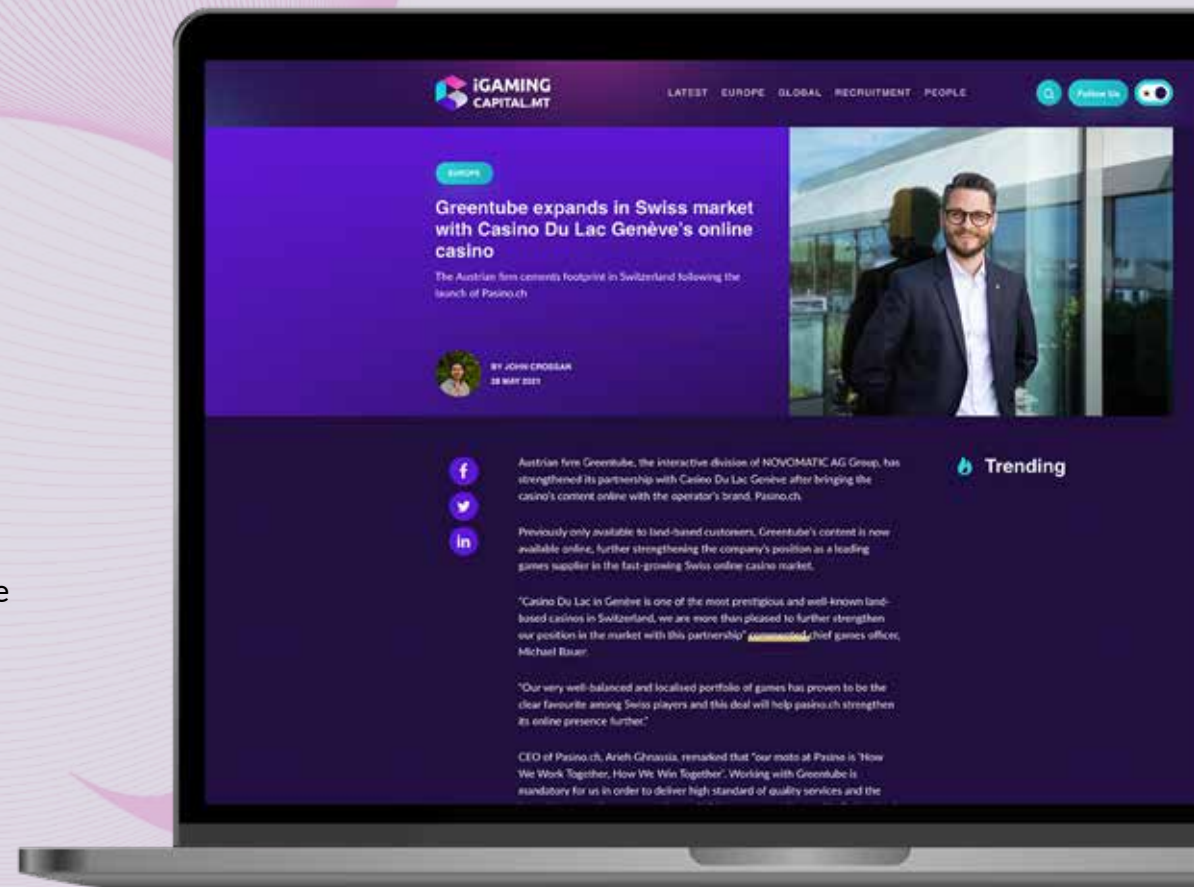 iGAMING
CAPITAL.MT
LATEST EUROPE GLOBAL RECRUITMENT PEOPLE
Follow Us
EUROPE
Greentube expands in Swiss market
with Casino Du Lac Genève's online
casino
The Austrian firm cements footprint in Switzerland following the
launch of Pasino.ch
BY JOHN CROSSAN
28 MAY 2021
f
in
Trending
Austrian firm Greentube, the interactive division of NOVOMATIC AG Group, has
strengthened its partnership with Casino Du Lac Genève after bringing the
casino's content online with the operator's brand, Pasino.ch.
Previously only available to land-based customers, Greentube's content is now
available online, further strengthening the company's position as a leading
games supplier in the fast-growing Swiss online casino market.
"Casino Du Lac in Genève is one of the most prestigious and well-known land-
based casinos in Switzerland, we are more than pleased to further strengthen
our position in the market with this partnership" commented chief games officer,
Michael Bauer.
"Our very well-balanced and localised portfolio of games has proven to be the
clear favourite among Swiss players and this deal will help pasino.ch strengthen
its online presence further."
CEO of Pasino.ch, Arieh Ghnassia, remarked that "our moto at Pasino is 'How
We Work Together, How We Win Together'. Working with Greentube is
mandatory for us in order to deliver high standard of quality services and the
e